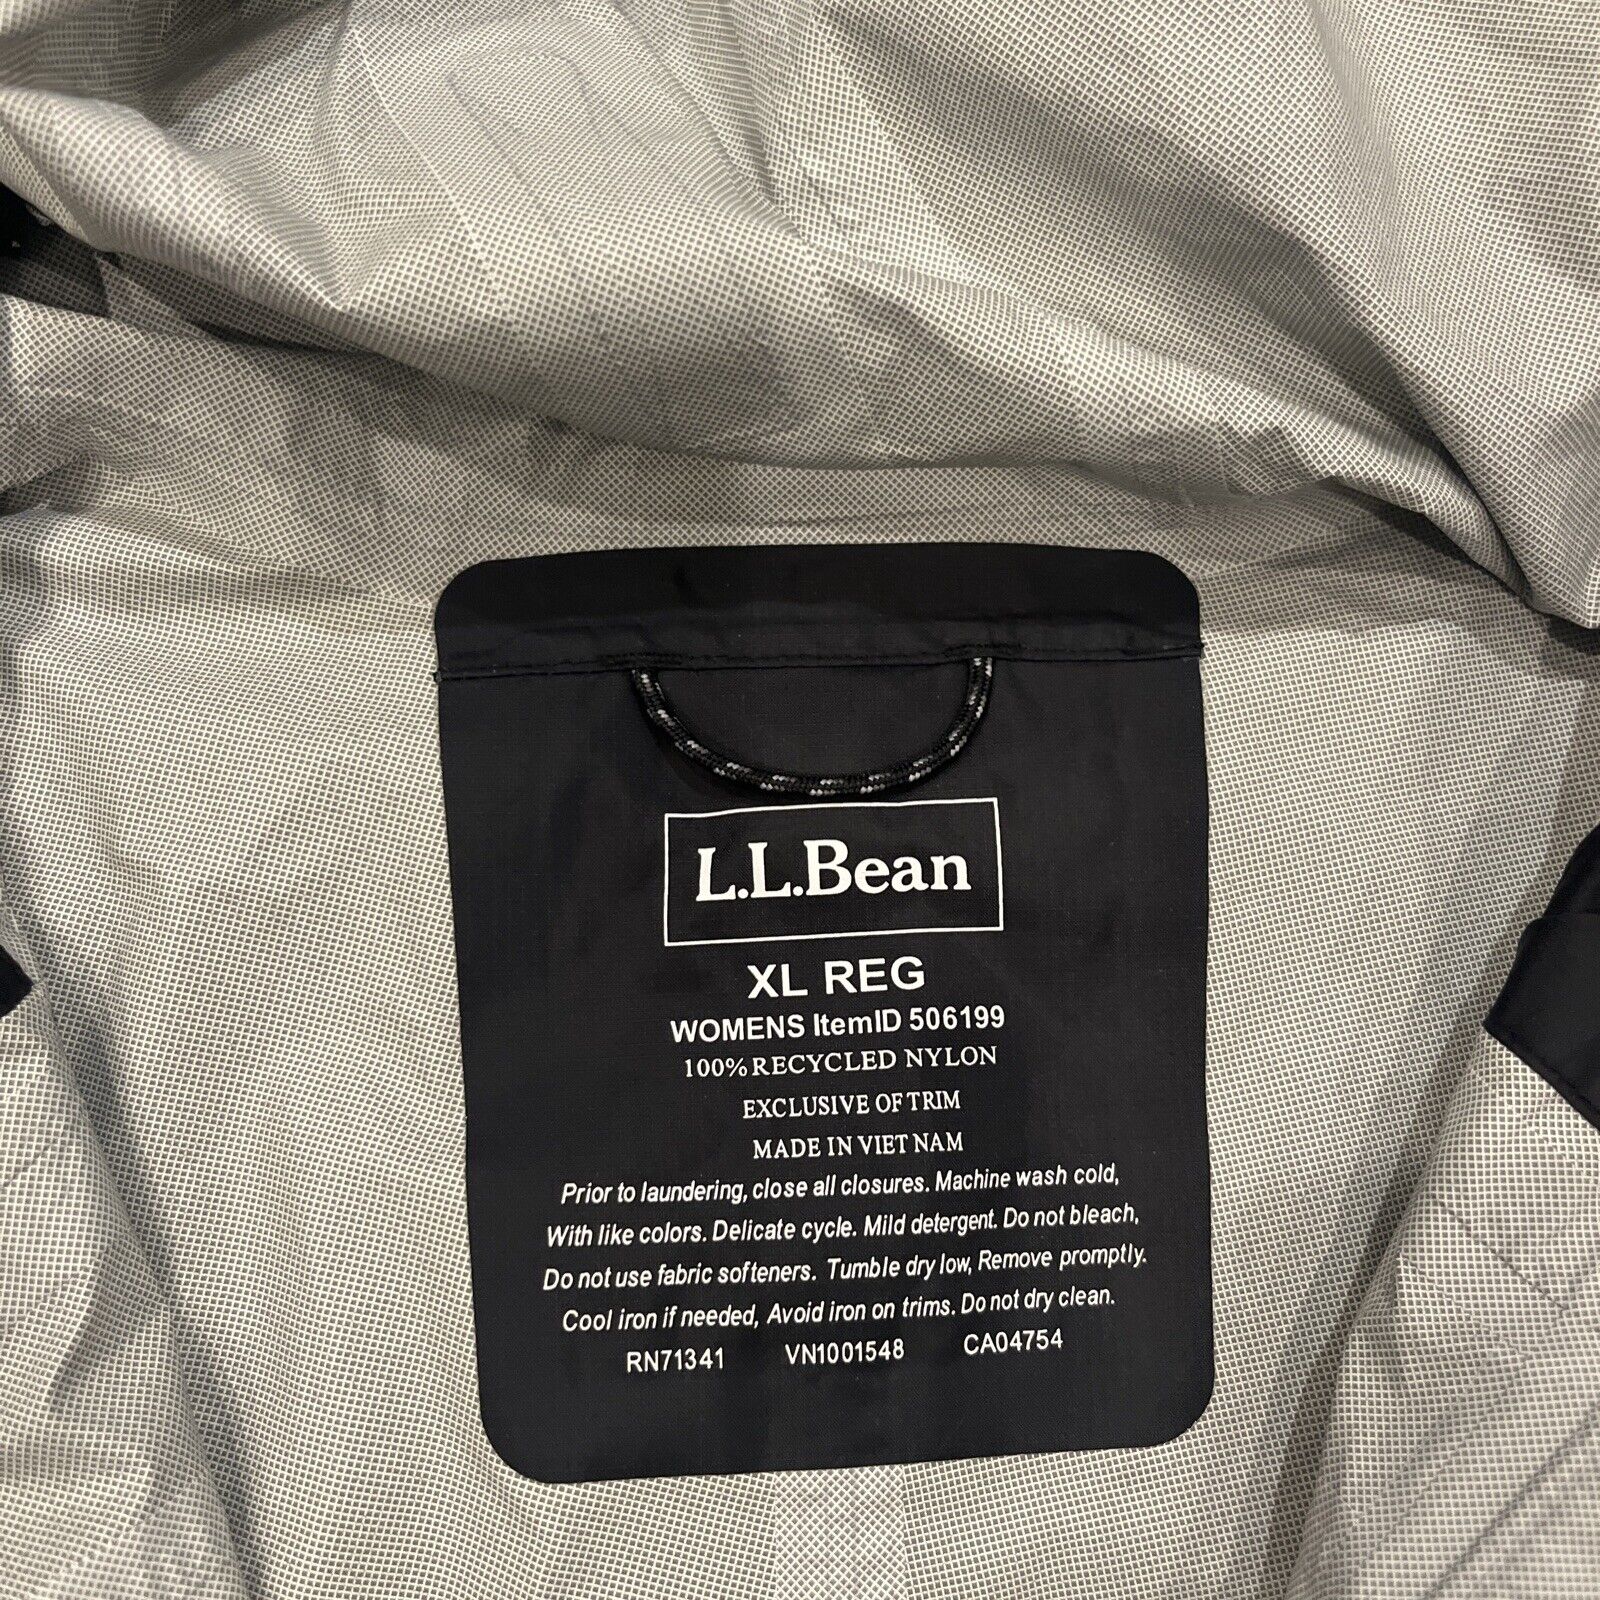 L.L.Bean
XL REG
WOMENS ItemID 506199
100% RECYCLED NYLON
EXCLUSIVE OF TRIM
MADE IN VIET NAM
Prior to laundering, close all closures. Machine wash cold,
With like colors. Delicate cycle. Mild detergent. Do not bleach,
Do not use fabric softeners. Tumble dry low, Remove promptly.
Cool iron if needed, Avoid iron on trims. Do not dry clean.
RN71341 VN1001548 CA04754